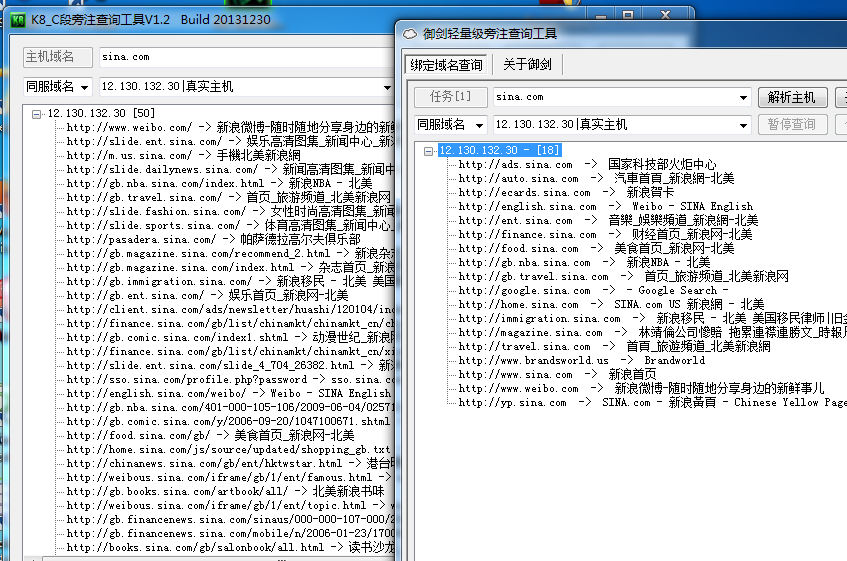 K8_C段旁注查询工具V1.2 Build 20131230
主机域名 sina.com
同服域名 12.130.132.30|真实主机
12.130.132.30 [50]
http://www.weibo.com/ -> 新浪微博-随时随地分享身边的新
http://slide.ent.sina.com/ -> 娱乐高清图集_新闻中心_新
http://m.us.sina.com/ -> 手機北美新浪網
http://slide.dailynews.sina.com/ -> 新闻高清图集_新闻中
http://gb.nba.sina.com/index.html -> 新浪NBA - 北美
http://gb.travel.sina.com/ -> 首页_旅游频道_北美新浪网
http://slide.fashion.sina.com/ -> 女性时尚高清图集_新闻
http://slide.sports.sina.com/ -> 体育高清图集_新闻中心_
http://pasadera.sina.com/ -> 帕萨德拉高尔夫俱乐部
http://gb.magazine.sina.com/recommend_2.html -> 新浪杂
http://gb.magazine.sina.com/index.html -> 杂志首页_新浪
http://gb.immigration.sina.com/ -> 新浪移民 - 北美 美国
http://gb.ent.sina.com/ -> 娱乐首页_新浪网-北美
http://client.sina.com/ads/newsletter/huashi/120104/in
http://finance.sina.com/gb/list/chinamkt/chinamkt_cn/c
http://gb.comic.sina.com/index1.shtml -> 动漫世纪_新浪
http://finance.sina.com/gb/list/chinamkt/chinamkt_cn/xi
http://slide.ent.sina.com/slide_4_704_26382.html -> 新
http://sso.sina.com/profile.php?password -> sso.sina.c
http://english.sina.com/weibo/ -> Weibo - SINA English
http://gb.nba.sina.com/401-000-105-106/2009-06-04/02571
http://gb.comic.sina.com/y/2006-09-20/1047100671.shtml
http://food.sina.com/gb/ -> 美食首页_新浪网-北美
http://home.sina.com/js/source/updated/shopping_gb.txt
http://chinanews.sina.com/gb/ent/hktwstar.html -> 港台
http://weibous.sina.com/iframe/gb/1/ent/famous.html ->
http://gb.books.sina.com/artbook/all/ -> 北美新浪书味
http://weibous.sina.com/iframe/gb/1/ent/topic.html -> w
http://gb.financenews.sina.com/sinaus/000-000-107-000/2
http://gb.financenews.sina.com/mobile/n/2006-01-23/1700
http://books.sina.com/gb/salonbook/all.html -> 读书沙龙
御剑轻量级旁注查询工具
绑定域名查询 关于御剑
任务[1] sina.com 解析主机
同服域名 12.130.132.30|真实主机 暂停查询
12.130.132.30 - [18]
http://ads.sina.com -> 国家科技部火炬中心
http://auto.sina.com -> 汽車首頁_新浪網-北美
http://ecards.sina.com -> 新浪賀卡
http://english.sina.com -> Weibo - SINA English
http://ent.sina.com -> 音樂_娛樂頻道_新浪網-北美
http://finance.sina.com -> 财经首页_新浪网-北美
http://food.sina.com -> 美食首頁_新浪网-北美
http://gb.nba.sina.com -> 新浪NBA - 北美
http://gb.travel.sina.com -> 首页_旅游频道_北美新浪网
http://google.sina.com -> - Google Search -
http://home.sina.com -> SINA.com US 新浪網 - 北美
http://immigration.sina.com -> 新浪移民 - 北美 美国移民律师|旧金
http://magazine.sina.com -> 林靖倫公司慘賠 拖累連襟連勝文_時報
http://travel.sina.com -> 首頁_旅遊頻道_北美新浪網
http://www.brandsworld.us -> Brandworld
http://www.sina.com -> 新浪首页
http://www.weibo.com -> 新浪微博-随时随地分享身边的新鲜事儿
http://yp.sina.com -> SINA.com - 新浪黃頁 - Chinese Yellow Page